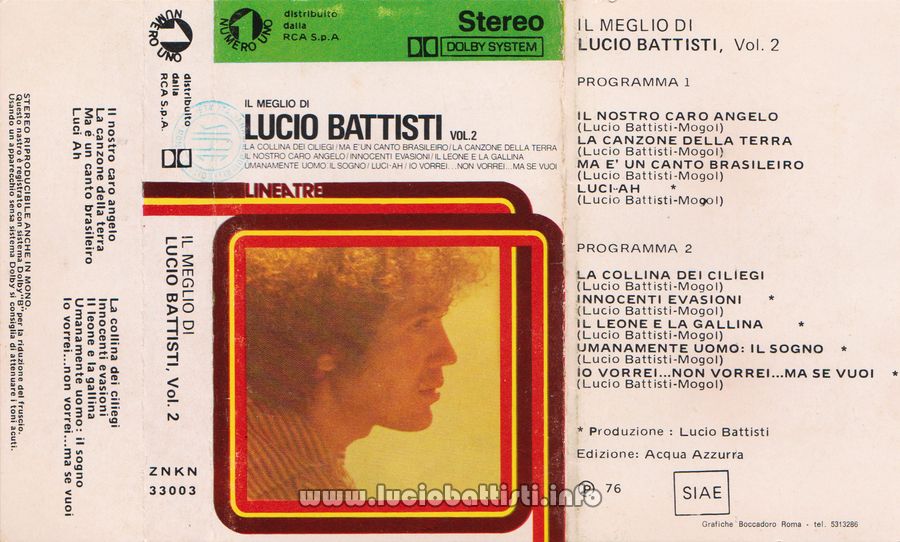 STEREO RIPRODUCIBILE ANCHE IN MONO.
Questo nastro è registrato con sistema Dolby"B"per la riduzione del fruscio.
Usando un apparecchio senza sistema Dolby si consiglia di attenuare i toni acuti.
Il nostro caro angelo
La canzone della terra
Ma é un canto brasileiro
Luci Ah
La collina dei ciliegi
Innocenti evasioni
Il leone e la gallina
Umanamente uomo: il sogno
Io vorrei...non vorrei...ma se vuoi
NUMERO UNO
1
distribuito
dalla
RCA S.p.A.
IL MEGLIO DI
LUCIO BATTISTI, Vol. 2
ZNKN
33003
NUMERO UNO
1
distribuito
dalla
RCA S.p.A.
Stereo
DOLBY SYSTEM
IL MEGLIO DI
LUCIO BATTISTI VOL.2
LA COLLINA DEI CILIEGI / MA E' UN CANTO BRASILEIRO / LA CANZONE DELLA TERRA
IL NOSTRO CARO ANGELO / INNOCENTI EVASIONI / IL LEONE E LA GALLINA
UMANAMENTE UOMO: IL SOGNO / LUCI-AH / IO VORREI...NON VORREI...MA SE VUOI
SIAE
LINEATRE
www.luciobattisti.info
IL MEGLIO DI
LUCIO BATTISTI, Vol. 2
PROGRAMMA 1
IL NOSTRO CARO ANGELO
(Lucio Battisti-Mogol)
LA CANZONE DELLA TERRA
(Lucio Battisti-Mogol)
MA E' UN CANTO BRASILEIRO
(Lucio Battisti-Mogol)
LUCI-AH *
(Lucio Battisti-Mogol)
PROGRAMMA 2
LA COLLINA DEI CILIEGI
(Lucio Battisti-Mogol)
INNOCENTI EVASIONI *
(Lucio Battisti-Mogol)
IL LEONE E LA GALLINA *
(Lucio Battisti-Mogol)
UMANAMENTE UOMO: IL SOGNO *
(Lucio Battisti-Mogol)
IO VORREI...NON VORREI...MA SE VUOI *
(Lucio Battisti-Mogol)
* Produzione : Lucio Battisti
Edizione: Acqua Azzurra
℗ 76
SIAE
Grafiche Boccadoro Roma - tel. 5313286